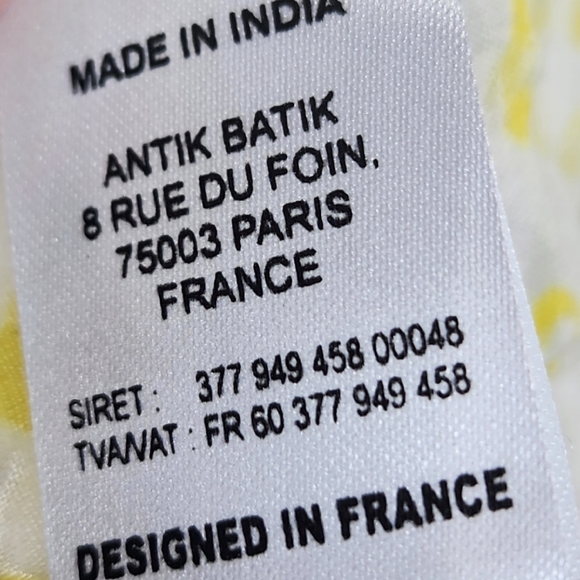 MADE IN INDIA
ANTIK BATIK
8 RUE DU FOIN,
75003 PARIS
FRANCE
SIRET : 377 949 458 00048
TVA/VAT : FR 60 377 949 458
DESIGNED IN FRANCE